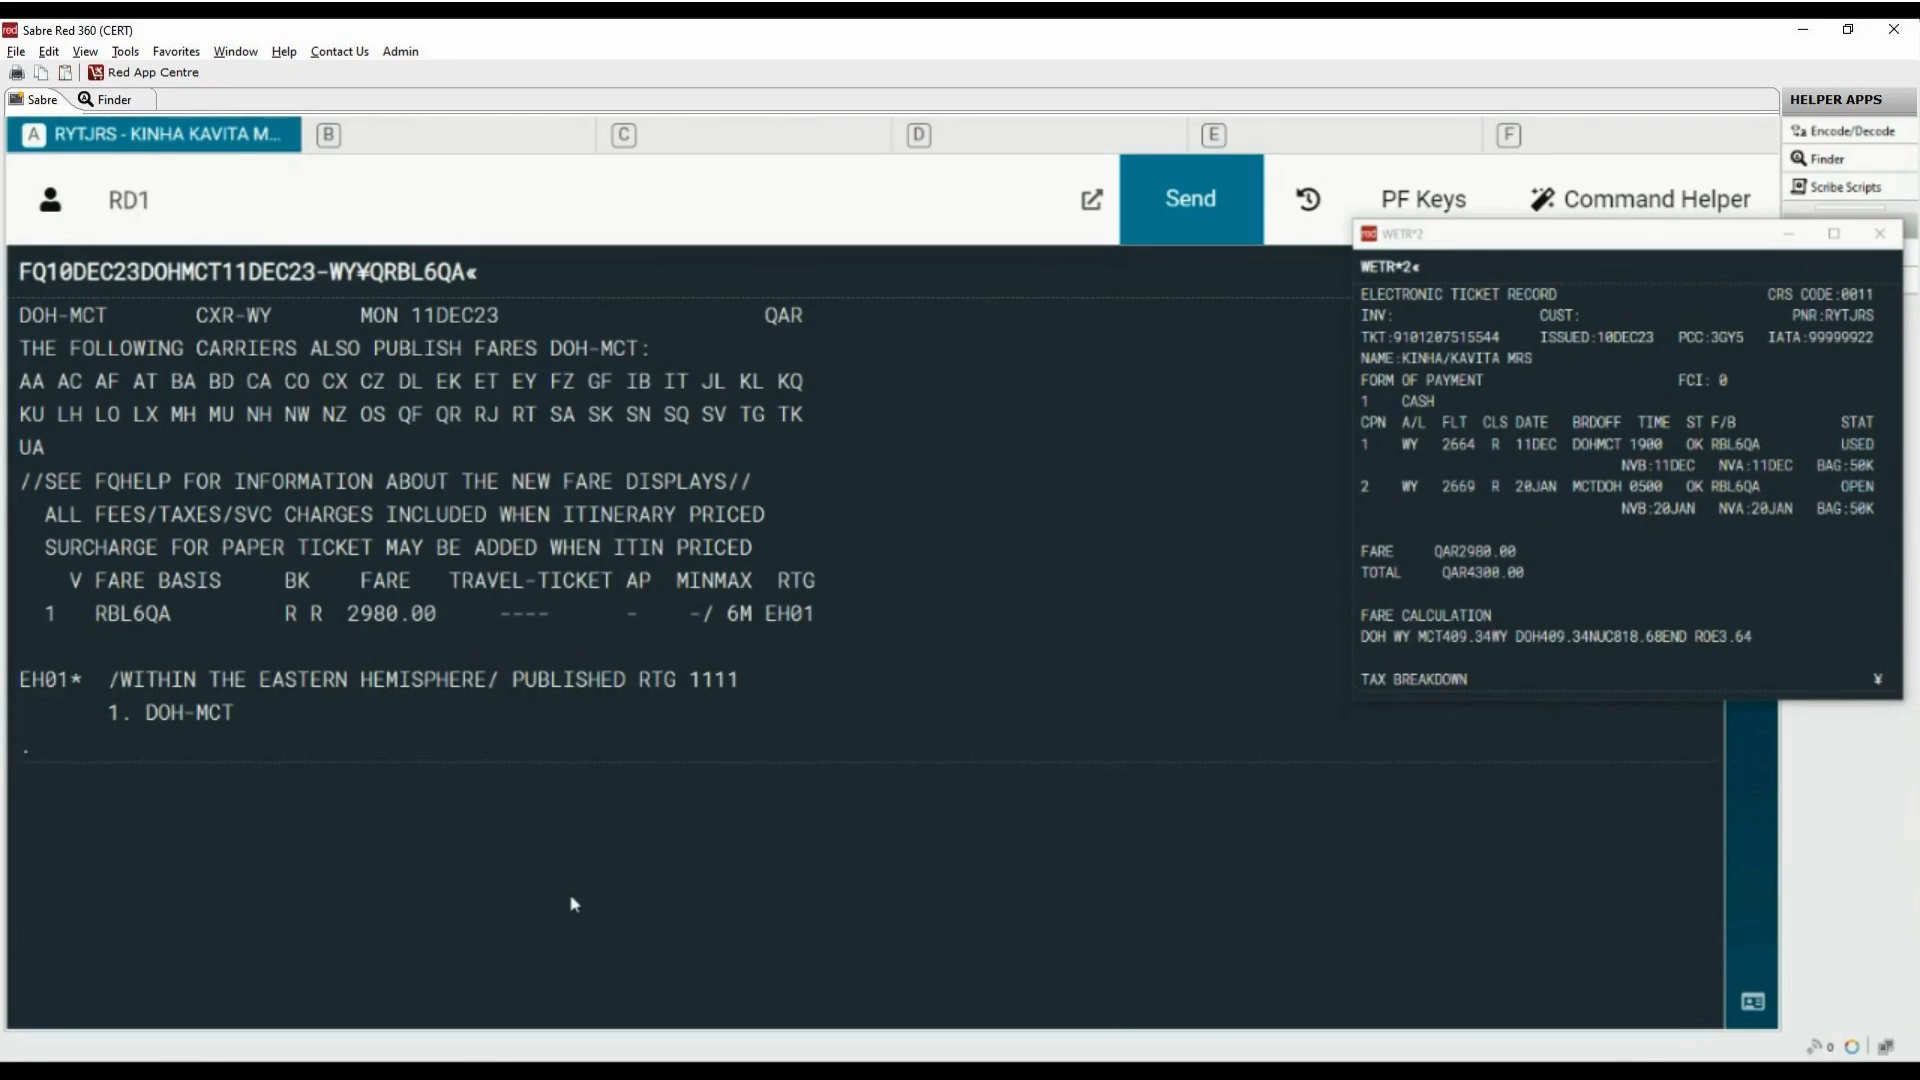 red Sabre Red 360 (CERT)
File Edit View Tools Favorites Window Help Contact Us Admin
Red App Centre
Sabre Finder
HELPER APPS
A RYTJRS - KINHA KAVITA M... B C D E F
Encode/Decode
Finder
Scribe Scripts
RD1 Send PF Keys Command Helper
FQ10DEC23DOHMCT11DEC23-WY¥QRBL6QA«
DOH-MCT CXR-WY MON 11DEC23 QAR
THE FOLLOWING CARRIERS ALSO PUBLISH FARES DOH-MCT:
AA AC AF AT BA BD CA CO CX CZ DL EK ET EY FZ GF IB IT JL KL KQ
KU LH LO LX MH MU NH NW NZ OS QF QR RJ RT SA SK SN SQ SV TG TK
UA
//SEE FQHELP FOR INFORMATION ABOUT THE NEW FARE DISPLAYS//
ALL FEES/TAXES/SVC CHARGES INCLUDED WHEN ITINERARY PRICED
SURCHARGE FOR PAPER TICKET MAY BE ADDED WHEN ITIN PRICED
V FARE BASIS BK FARE TRAVEL-TICKET AP MINMAX RTG
1 RBL6QA R R 2980.00 ---- - -/ 6M EH01
EH01* /WITHIN THE EASTERN HEMISPHERE/ PUBLISHED RTG 1111
1. DOH-MCT
.
red WETR*2
WETR*2«
ELECTRONIC TICKET RECORD CRS CODE:0011
INV: CUST: PNR:RYTJRS
TKT:9101207515544 ISSUED:10DEC23 PCC:3GY5 IATA:99999922
NAME:KINHA/KAVITA MRS
FORM OF PAYMENT FCI: 0
1 CASH
CPN A/L FLT CLS DATE BRDOFF TIME ST F/B STAT
1 WY 2664 R 11DEC DOHMCT 1900 OK RBL6QA USED
NVB:11DEC NVA:11DEC BAG:50K
2 WY 2669 R 20JAN MCTDOH 0500 OK RBL6QA OPEN
NVB:20JAN NVA:20JAN BAG:50K
FARE QAR2980.00
TOTAL QAR4300.00
FARE CALCULATION
DOH WY MCT409.34WY DOH409.34NUC818.68END ROE3.64
TAX BREAKDOWN ¥
0